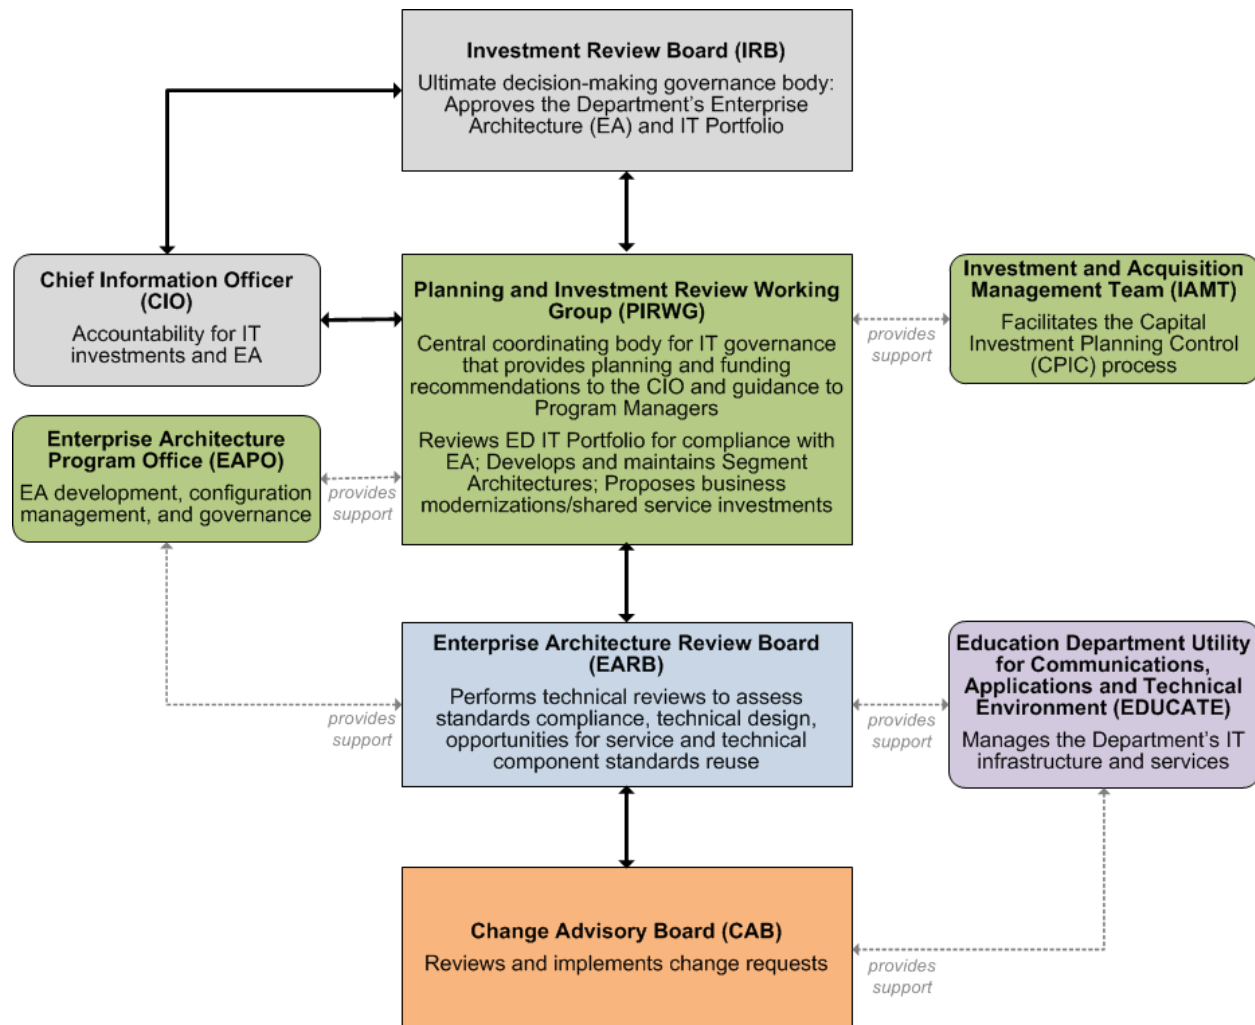 Investment Review Board (IRB)
Ultimate decision-making governance body:
Approves the Department's Enterprise
Architecture (EA) and IT Portfolio
Chief Information Officer
(CIO)
Accountability for IT
investments and EA
Planning and Investment Review Working
Group (PIRWG)
Central coordinating body for IT governance
that provides planning and funding
recommendations to the CIO and guidance to
Program Managers
Reviews ED IT Portfolio for compliance with
EA; Develops and maintains Segment
Architectures; Proposes business
modernizations/shared service investments
provides
support
Investment and Acquisition
Management Team (IAMT)
Facilitates the Capital
Investment Planning Control
(CPIC) process
Enterprise Architecture
Program Office (EAPO)
EA development, configuration
management, and governance
provides
support
provides
support
Enterprise Architecture Review Board
(EARB)
Performs technical reviews to assess
standards compliance, technical design,
opportunities for service and technical
component standards reuse
provides
support
Education Department Utility
for Communications,
Applications and Technical
Environment (EDUCATE)
Manages the Department's IT
infrastructure and services
Change Advisory Board (CAB)
Reviews and implements change requests
provides
support